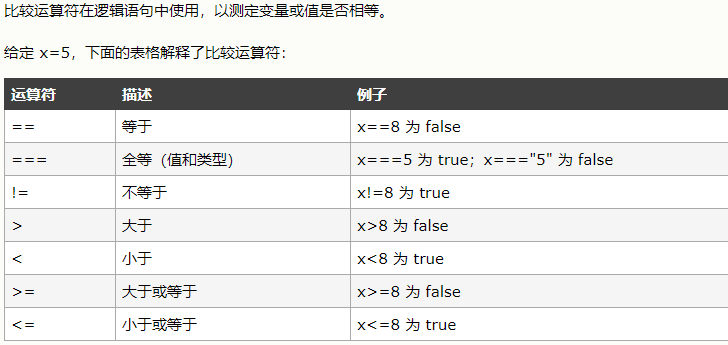 比较运算符在逻辑语句中使用，以测定变量或值是否相等。
给定 x=5，下面的表格解释了比较运算符：
运算符 描述 例子
== 等于 x==8 为 false
=== 全等（值和类型） x===5 为 true；x==="5" 为 false
!= 不等于 x!=8 为 true
> 大于 x>8 为 false
< 小于 x<8 为 true
>= 大于或等于 x>=8 为 false
<= 小于或等于 x<=8 为 true